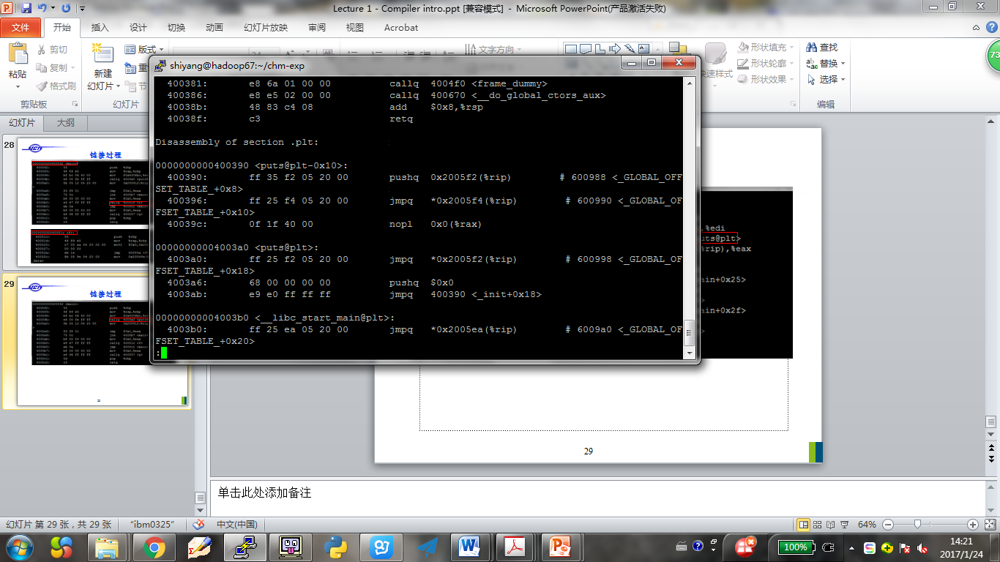 Lecture 1 - Compiler intro.ppt [兼容模式] - Microsoft PowerPoint(产品激活失败)
文件 开始 插入 设计 切换 动画 幻灯片放映 审阅 视图 Acrobat
粘贴 剪切 复制 格式刷 新建 幻灯片 版式 文字方向 形状填充 形状轮廓 形状效果 查找 替换 选择
剪贴板 幻灯片 编辑
幻灯片 大纲
28
链接过程
29
链接过程
shiyang@hadoop67:~/chm-exp
400381: e8 6a 01 00 00 callq 4004f0 <frame_dummy>
400386: e8 e5 02 00 00 callq 400670 <__do_global_ctors_aux>
40038b: 48 83 c4 08 add $0x8,%rsp
40038f: c3 retq
Disassembly of section .plt:
0000000000400390 <puts@plt-0x10>:
400390: ff 35 f2 05 20 00 pushq 0x2005f2(%rip) # 600988 <_GLOBAL_OFF
SET_TABLE_+0x8>
400396: ff 25 f4 05 20 00 jmpq *0x2005f4(%rip) # 600990 <_GLOBAL_OF
FSET_TABLE_+0x10>
40039c: 0f 1f 40 00 nopl 0x0(%rax)
00000000004003a0 <puts@plt>:
4003a0: ff 25 f2 05 20 00 jmpq *0x2005f2(%rip) # 600998 <_GLOBAL_OF
FSET_TABLE_+0x18>
4003a6: 68 00 00 00 00 pushq $0x0
4003ab: e9 e0 ff ff ff jmpq 400390 <_init+0x18>
00000000004003b0 <__libc_start_main@plt>:
4003b0: ff 25 ea 05 20 00 jmpq *0x2005ea(%rip) # 6009a0 <_GLOBAL_OF
FSET_TABLE_+0x20>
:
,%edi
uts@plt>
%rip),%eax
ain+0x25>
>
ain+0x2f>
>
29
单击此处添加备注
幻灯片 第 29 张，共 29 张 "ibm0325" 中文(中国) 64%
100% 14:21
2017/1/24